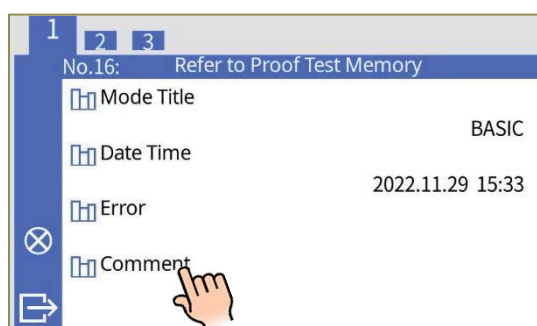 1
2 3
No.16: Refer to Proof Test Memory
Mode Title
BASIC
Date Time
2022.11.29 15:33
Error
Comment